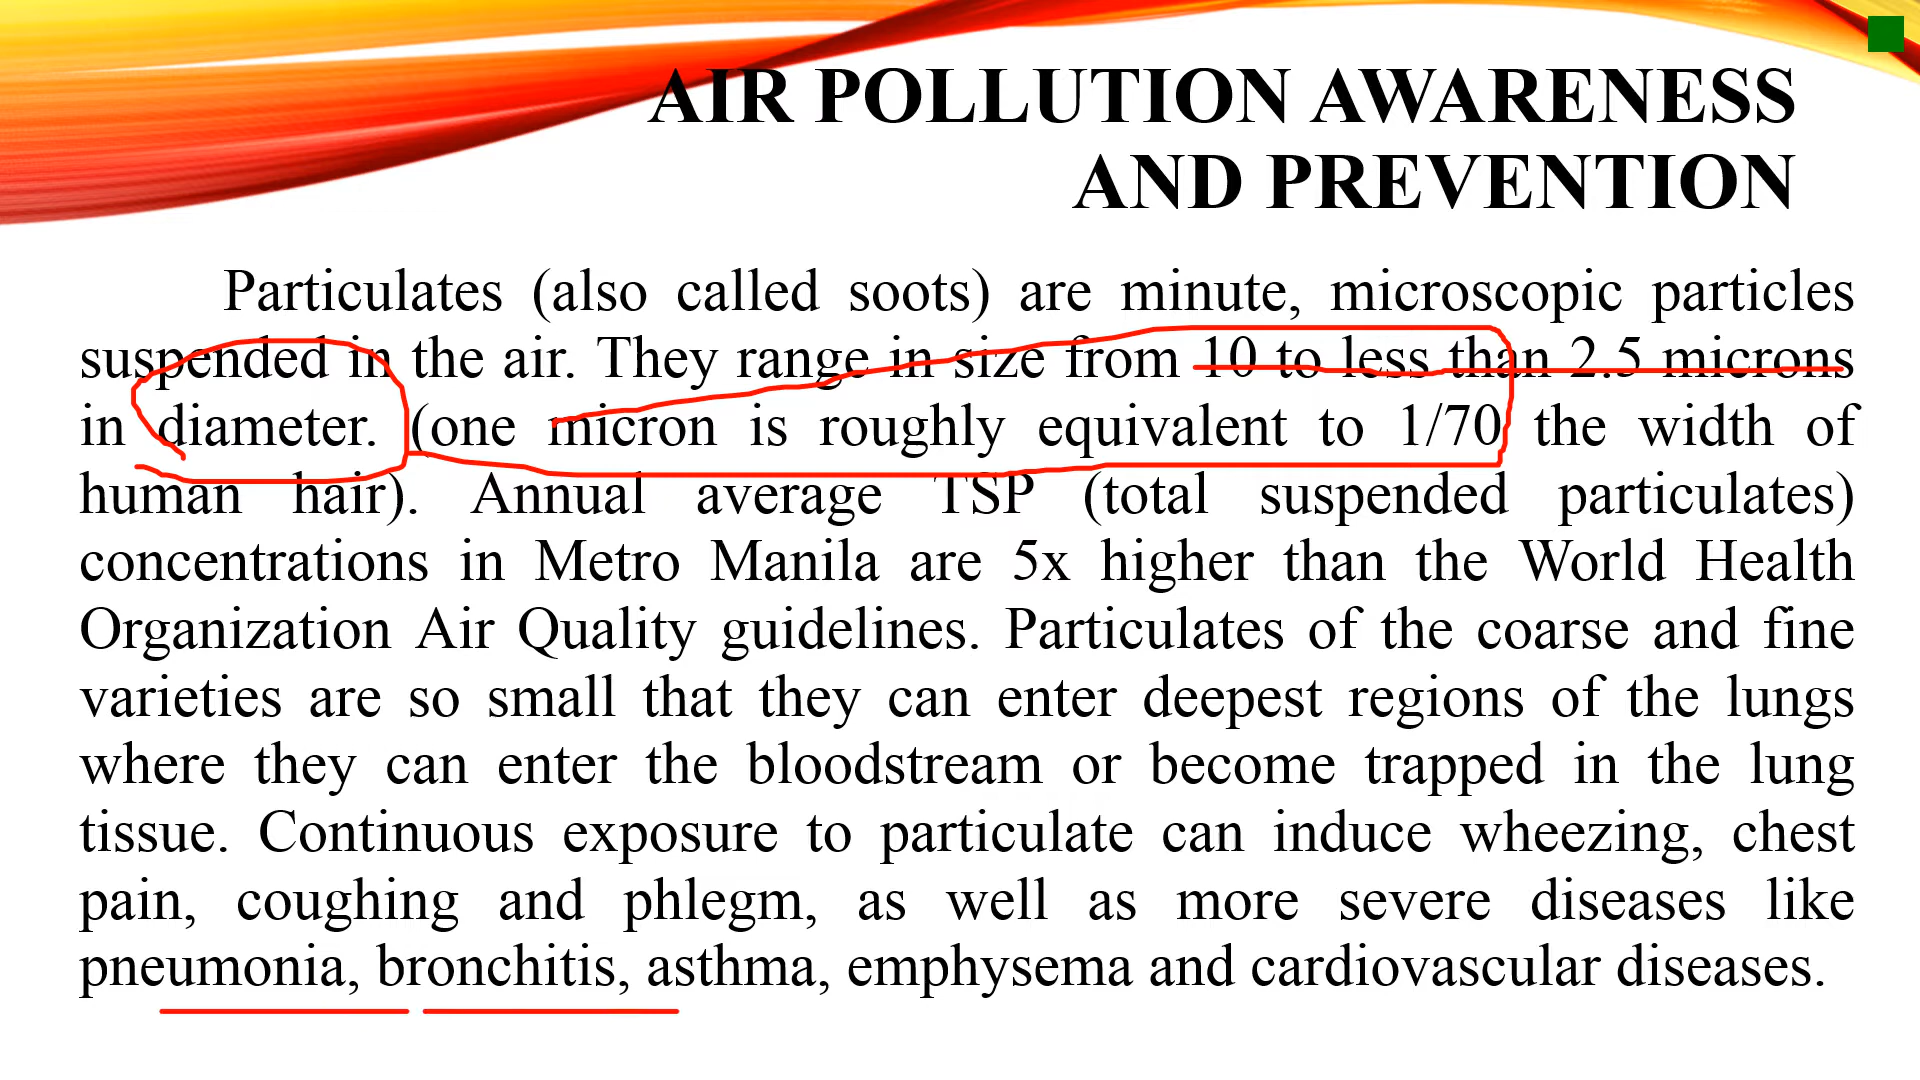 AIR POLLUTION AWARENESS
AND PREVENTION
Particulates (also called soots) are minute, microscopic particles
suspended in the air. They range in size from 10 to less than 2.5 microns
in diameter. (one micron is roughly equivalent to 1/70 the width of
human hair). Annual average TSP (total suspended particulates)
concentrations in Metro Manila are 5x higher than the World Health
Organization Air Quality guidelines. Particulates of the coarse and fine
varieties are so small that they can enter deepest regions of the lungs
where they can enter the bloodstream or become trapped in the lung
tissue. Continuous exposure to particulate can induce wheezing, chest
pain, coughing and phlegm, as well as more severe diseases like
pneumonia, bronchitis, asthma, emphysema and cardiovascular diseases.